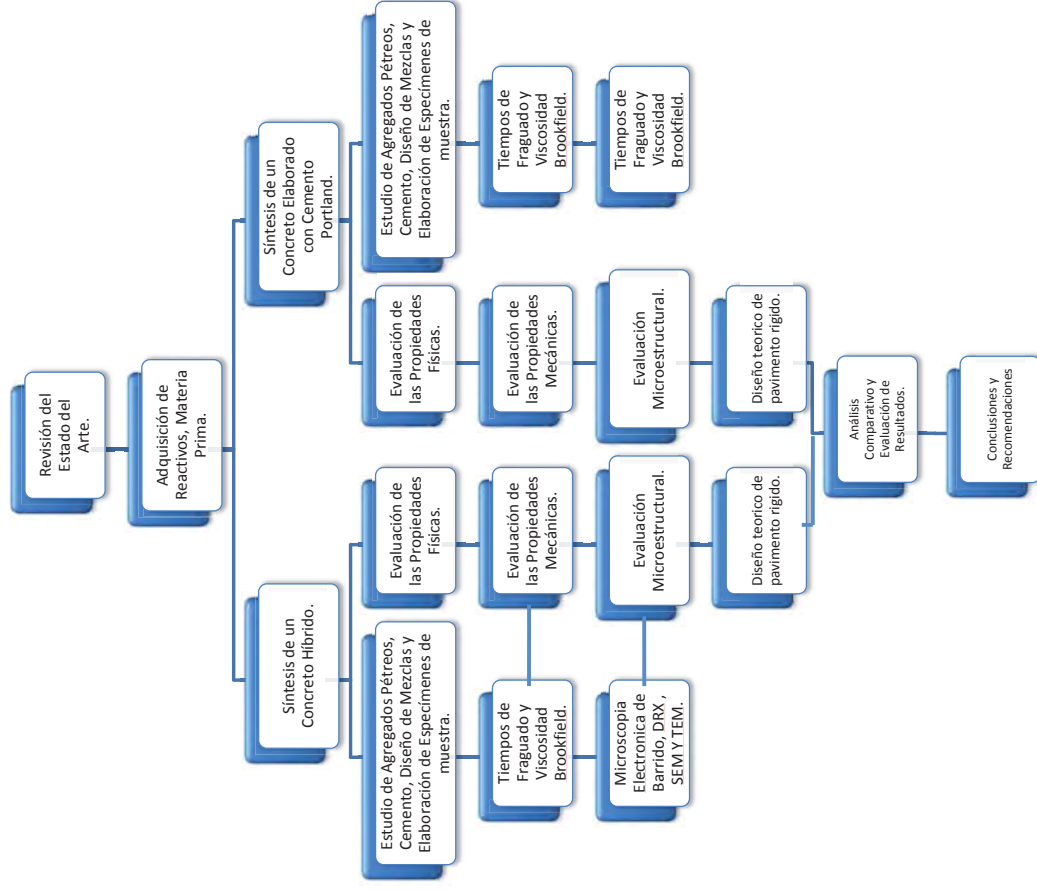 Revisión del
Estado del
Arte.
Adquisición de
Reactivos, Materia
Prima.
Síntesis de un
Concreto Híbrido.
Estudio de Agregados Pétreos,
Cemento, Diseño de Mezclas y
Elaboración de Especímenes de
muestra.
Tiempos de
Fraguado y
Viscosidad
Brookfield.
Microscopia
Electronica de
Barrido, DRX ,
SEM Y TEM.
Evaluación de
las Propiedades
Físicas.
Evaluación de
las Propiedades
Mecánicas.
Evaluación
Microestructural.
Diseño teorico de
pavimento rígido.
Síntesis de un
Concreto Elaborado
con Cemento
Portland.
Evaluación de
las Propiedades
Físicas.
Evaluación de
las Propiedades
Mecánicas.
Evaluación
Microestructural.
Diseño teorico de
pavimento rígido.
Estudio de Agregados Pétreos,
Cemento, Diseño de Mezclas y
Elaboración de Especímenes de
muestra.
Tiempos de
Fraguado y
Viscosidad
Brookfield.
Tiempos de
Fraguado y
Viscosidad
Brookfield.
Análisis
Comparativo y
Evaluación de
Resultados.
Conclusiones y
Recomendaciones